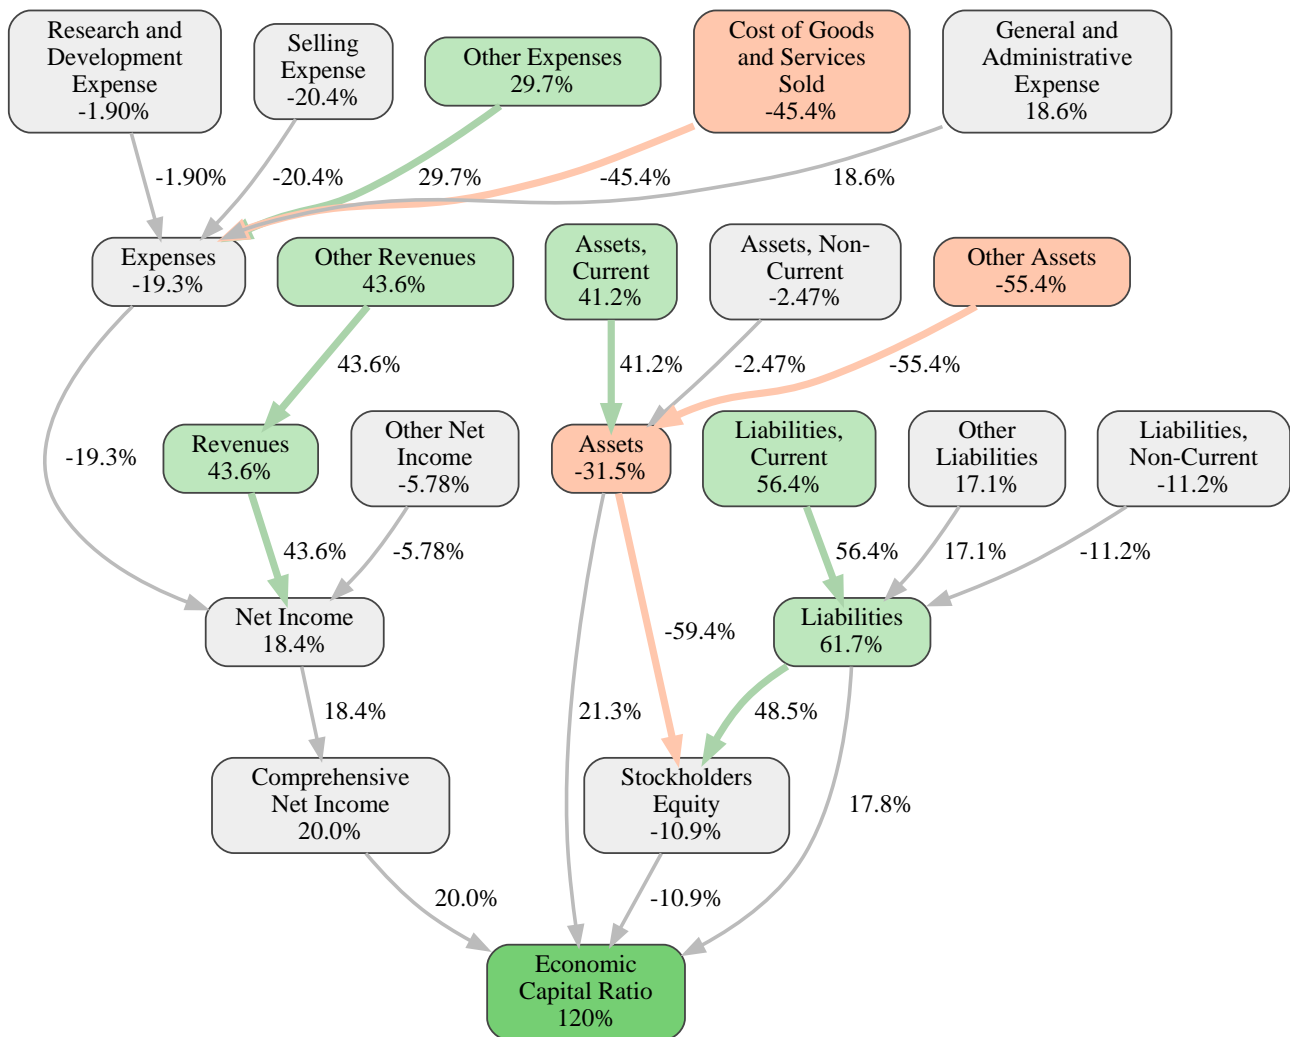 Research and
Development
Expense
-1.90%
Selling
Expense
-20.4%
Other Expenses
29.7%
Cost of Goods
and Services
Sold
-45.4%
General and
Administrative
Expense
18.6%
-1.90%
-20.4%
29.7%
-45.4%
18.6%
Expenses
-19.3%
Other Revenues
43.6%
Assets,
Current
41.2%
Assets, Non-
Current
-2.47%
Other Assets
-55.4%
43.6%
41.2%
-2.47%
-55.4%
-19.3%
Revenues
43.6%
Other Net
Income
-5.78%
Assets
-31.5%
Liabilities,
Current
56.4%
Other
Liabilities
17.1%
Liabilities,
Non-Current
-11.2%
43.6%
-5.78%
56.4%
17.1%
-11.2%
Net Income
18.4%
-59.4%
Liabilities
61.7%
18.4%
21.3%
48.5%
Comprehensive
Net Income
20.0%
Stockholders
Equity
-10.9%
17.8%
20.0%
-10.9%
Economic
Capital Ratio
120%